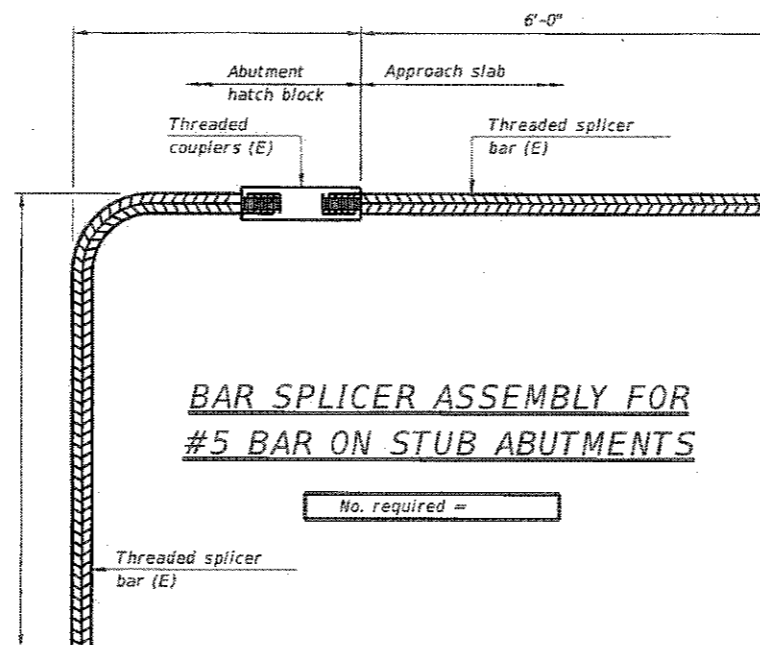 6'-0"
Abutment
hatch block
Approach slab
Threaded
couplers (E)
Threaded splicer
bar (E)
BAR SPLICER ASSEMBLY FOR
#5 BAR ON STUB ABUTMENTS
No. required =
Threaded splicer
bar (E)